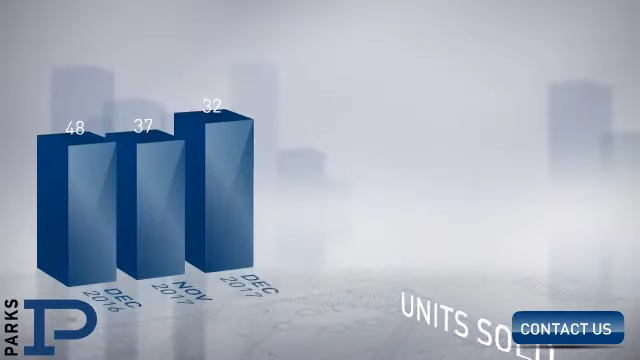 48
37
32
DEC
2016
NOV
2017
DEC
2017
UNITS SOLD
CONTACT US
PARKS
P